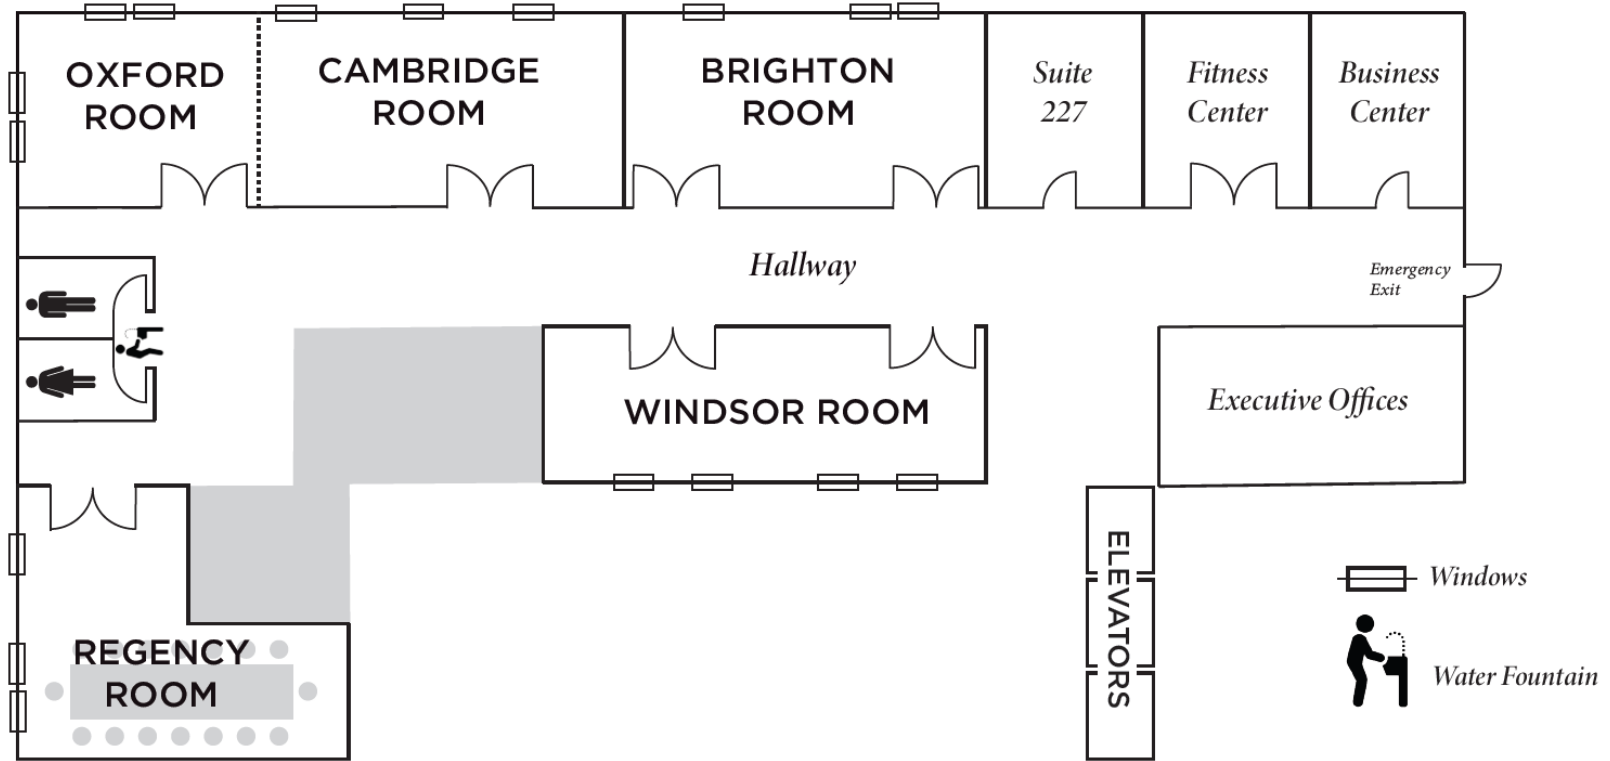 OXFORD
ROOM
CAMBRIDGE
ROOM
BRIGHTON
ROOM
Suite
227
Fitness
Center
Business
Center
Hallway
Emergency
Exit
WINDSOR ROOM
Executive Offices
ELEVATORS
Windows
REGENCY
ROOM
Water Fountain